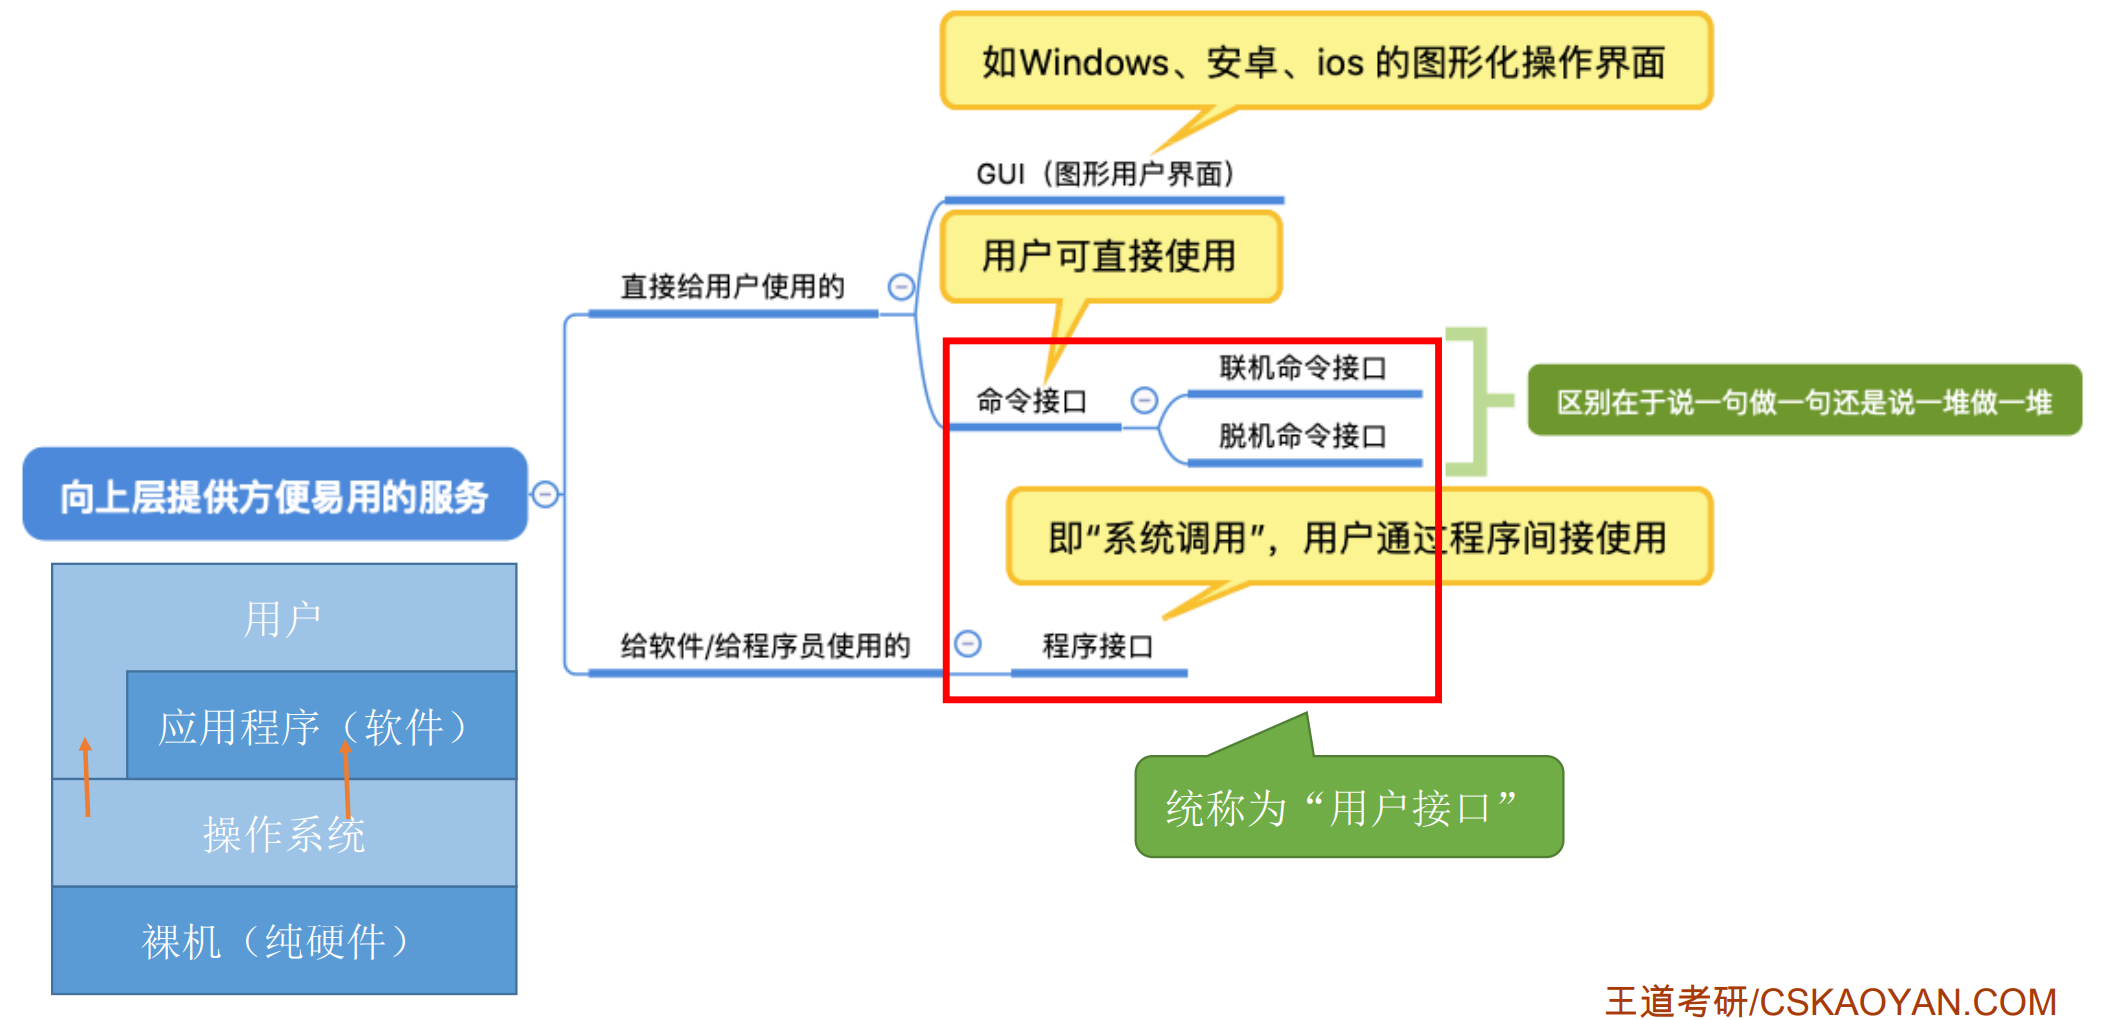 如Windows、安卓、ios 的图形化操作界面
GUI（图形用户界面）
用户可直接使用
直接给用户使用的
联机命令接口
命令接口
区别在于说一句做一句还是说一堆做一堆
脱机命令接口
向上层提供方便易用的服务
即“系统调用”，用户通过程序间接使用
给软件/给程序员使用的
程序接口
用户
应用程序（软件）
操作系统
裸机（纯硬件）
统称为“用户接口”
王道考研/CSKAOYAN.COM